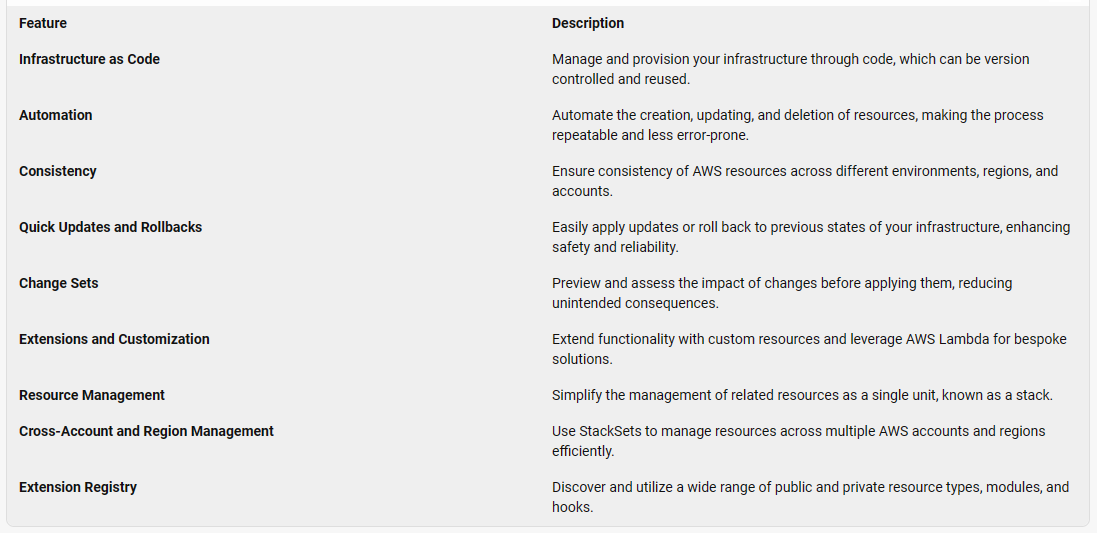 Feature Description
Infrastructure as Code Manage and provision your infrastructure through code, which can be version
controlled and reused.
Automation Automate the creation, updating, and deletion of resources, making the process
repeatable and less error-prone.
Consistency Ensure consistency of AWS resources across different environments, regions, and
accounts.
Quick Updates and Rollbacks Easily apply updates or roll back to previous states of your infrastructure, enhancing
safety and reliability.
Change Sets Preview and assess the impact of changes before applying them, reducing
unintended consequences.
Extensions and Customization Extend functionality with custom resources and leverage AWS Lambda for bespoke
solutions.
Resource Management Simplify the management of related resources as a single unit, known as a stack.
Cross-Account and Region Management Use StackSets to manage resources across multiple AWS accounts and regions
efficiently.
Extension Registry Discover and utilize a wide range of public and private resource types, modules, and
hooks.